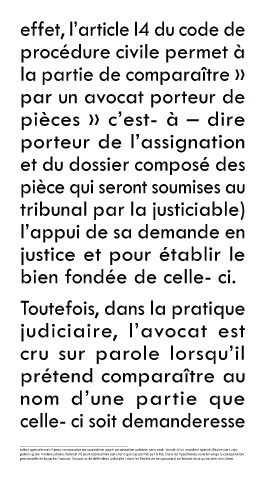 effet, l'article 14 du code de
procédure civile permet à
la partie de comparaître »
par un avocat porteur de
pièces » c'est- à – dire
porteur de l'assignation
et du dossier composé des
pièce qui seront soumises au
tribunal par la justiciable)
l'appui de sa demande en
justice et pour établir le
bien fondée de celle- ci.
Toutefois, dans la pratique
judiciaire, l'avocat est
cru sur parole lorsqu'il
prétend comparaître au
nom d'une partie que
celle- ci soit demanderesse